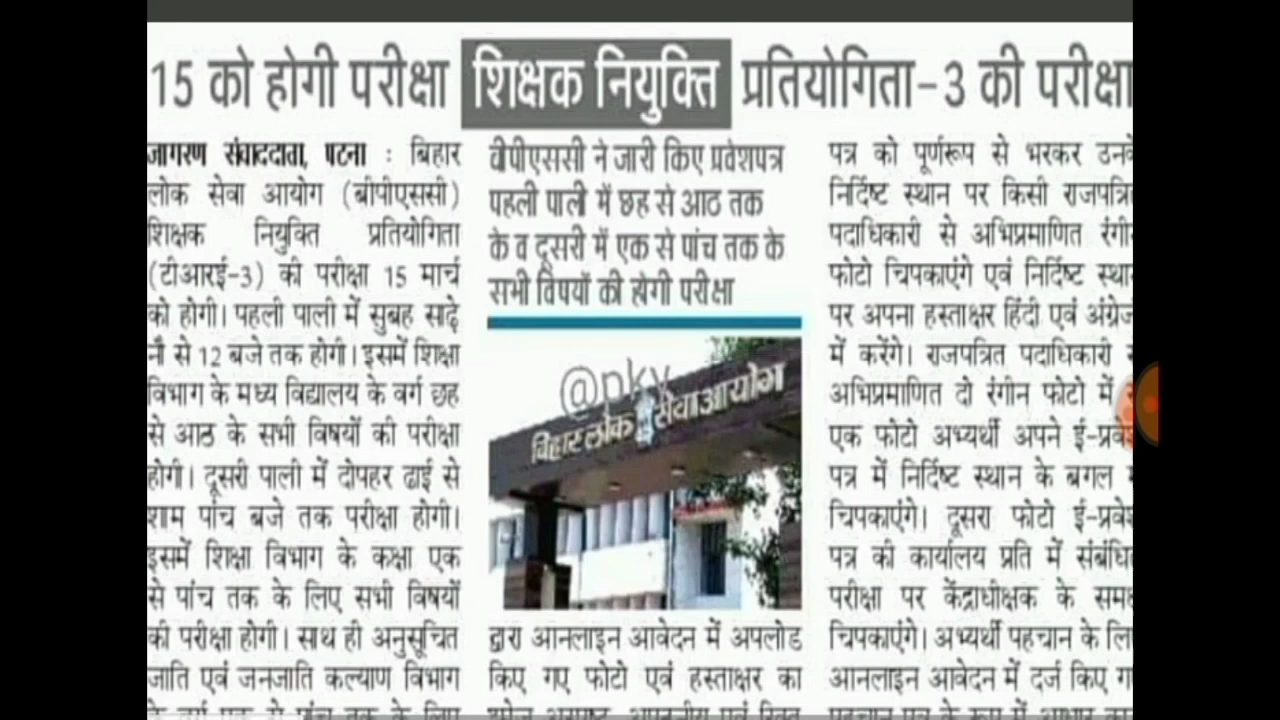 15 को होगी परीक्षा शिक्षक नियुक्ति प्रतियोगिता-3 की परीक्षा
जागरण संवाददाता, पटना : बिहार
लोक सेवा आयोग (बीपीएससी)
शिक्षक नियुक्ति प्रतियोगिता
(टीआरई-3) की परीक्षा 15 मार्च
को होगी। पहली पाली में सुबह साढ़े
नौ से 12 बजे तक होगी। इसमें शिक्षा
विभाग के मध्य विद्यालय के वर्ग छह
से आठ के सभी विषयों की परीक्षा
होगी। दूसरी पाली में दोपहर ढाई से
शाम पांच बजे तक परीक्षा होगी।
इसमें शिक्षा विभाग के कक्षा एक
से पांच तक के लिए सभी विषयों
की परीक्षा होगी। साथ ही अनुसूचित
जाति एवं जनजाति कल्याण विभाग
के वर्ग एक से पांच तक के लिए
बीपीएससी ने जारी किए प्रवेशपत्र
पहली पाली में छह से आठ तक
के व दूसरी में एक से पांच तक के
सभी विषयों की होगी परीक्षा
@pky
बिहार लोक सेवा आयोग
द्वारा आनलाइन आवेदन में अपलोड
किए गए फोटो एवं हस्ताक्षर का
पत्र को पूर्णरूप से भरकर
निर्दिष्ट स्थान पर किसी
पदाधिकारी से अभिप्रमाणित
फोटो चिपकाएंगे एवं निर्दिष्ट
पर अपना हस्ताक्षर हिंदी एवं
में करेंगे। राजपत्रित पदाधिकारी
अभिप्रमाणित दो रंगीन फोटो में
एक फोटो अभ्यर्थी अपने
पत्र में निर्दिष्ट स्थान के बगल
चिपकाएंगे। दूसरा फोटो
पत्र की कार्यालय प्रति में
परीक्षा पर केंद्राधीक्षक के
चिपकाएंगे। अभ्यर्थी पहचान के
आनलाइन आवेदन में दर्ज किए